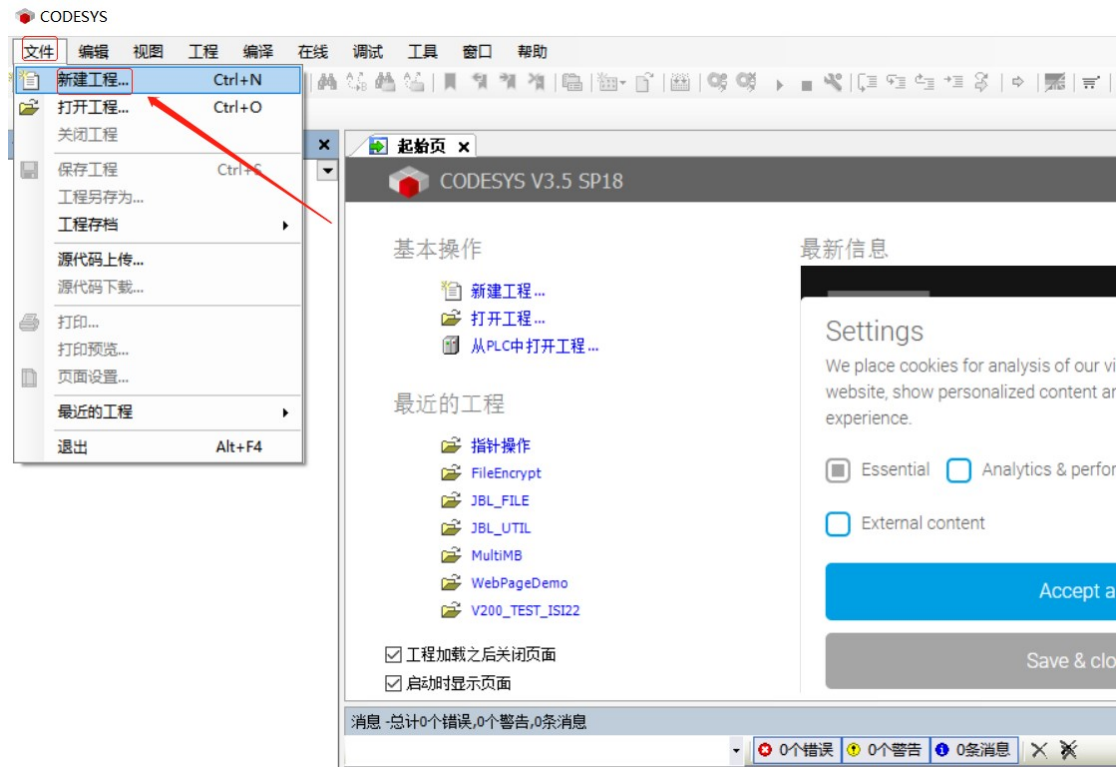 CODESYS
文件 编辑 视图 工程 编译 在线 调试 工具 窗口 帮助
新建工程... Ctrl+N
打开工程... Ctrl+O
关闭工程
保存工程 Ctrl+S
工程另存为...
工程存档
源代码上传...
源代码下载...
打印...
打印预览...
页面设置...
最近的工程
退出 Alt+F4
起始页
CODESYS V3.5 SP18
基本操作
新建工程...
打开工程...
从PLC中打开工程...
最近的工程
指针操作
FileEncrypt
JBL_FILE
JBL_UTIL
MultiMB
WebPageDemo
V200_TEST_ISI22
工程加载之后关闭页面
启动时显示页面
最新信息
Settings
We place cookies for analysis of our vi
website, show personalized content ar
experience.
Essential Analytics & perfor
External content
Accept a
Save & clo
消息 -总计0个错误,0个警告,0条消息
0个错误 0个警告 0条消息